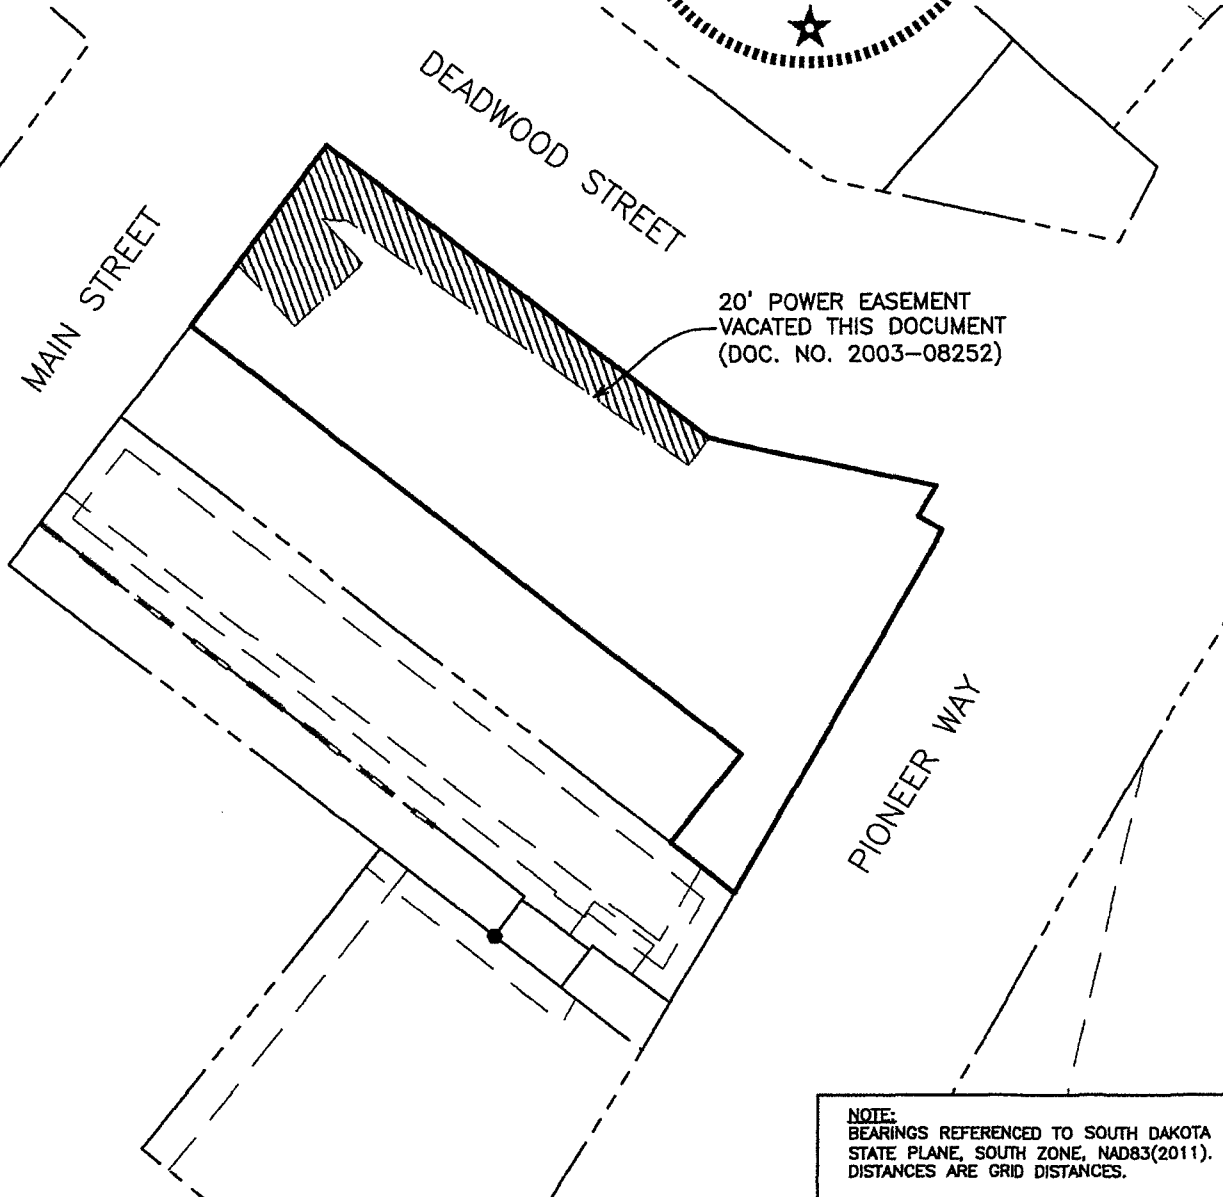 DEADWOOD STREET
MAIN STREET
20' POWER EASEMENT
VACATED THIS DOCUMENT
(DOC. NO. 2003-08252)
PIONEER WAY
NOTE:
BEARINGS REFERENCED TO SOUTH DAKOTA
STATE PLANE, SOUTH ZONE, NAD83(2011).
DISTANCES ARE GRID DISTANCES.